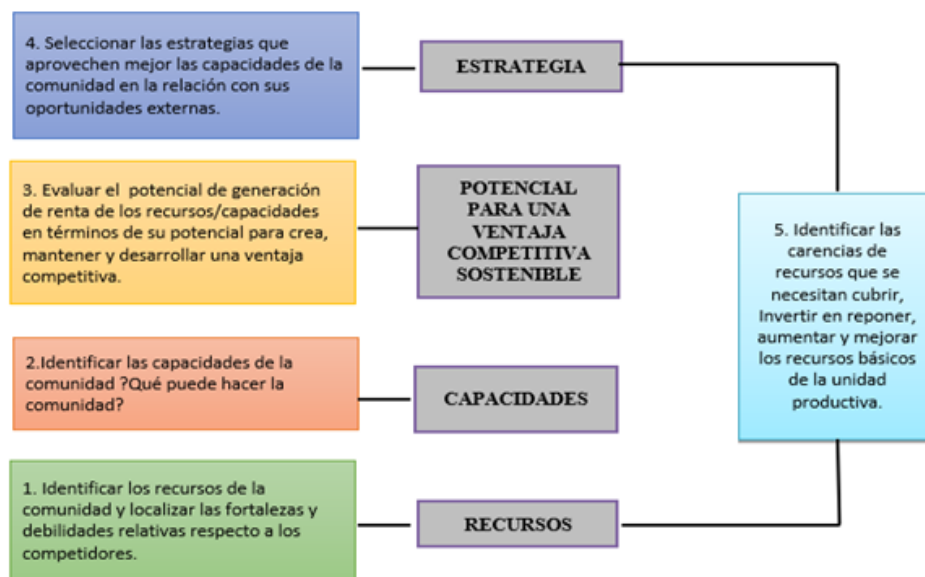 4. Seleccionar las estrategias que
aprovechen mejor las capacidades de la
comunidad en la relación con sus
oportunidades externas.
ESTRATEGIA
3. Evaluar el potencial de generación
de renta de los recursos/capacidades
en términos de su potencial para crea,
mantener y desarrollar una ventaja
competitiva.
POTENCIAL
PARA UNA
VENTAJA
COMPETITIVA
SOSTENIBLE
2.Identificar las capacidades de la
comunidad ?Qué puede hacer la
comunidad?
CAPACIDADES
1. Identificar los recursos de la
comunidad y localizar las fortalezas y
debilidades relativas respecto a los
competidores.
RECURSOS
5. Identificar las
carencias de
recursos que se
necesitan cubrir,
Invertir en reponer,
aumentar y mejorar
los recursos básicos
de la unidad
productiva.